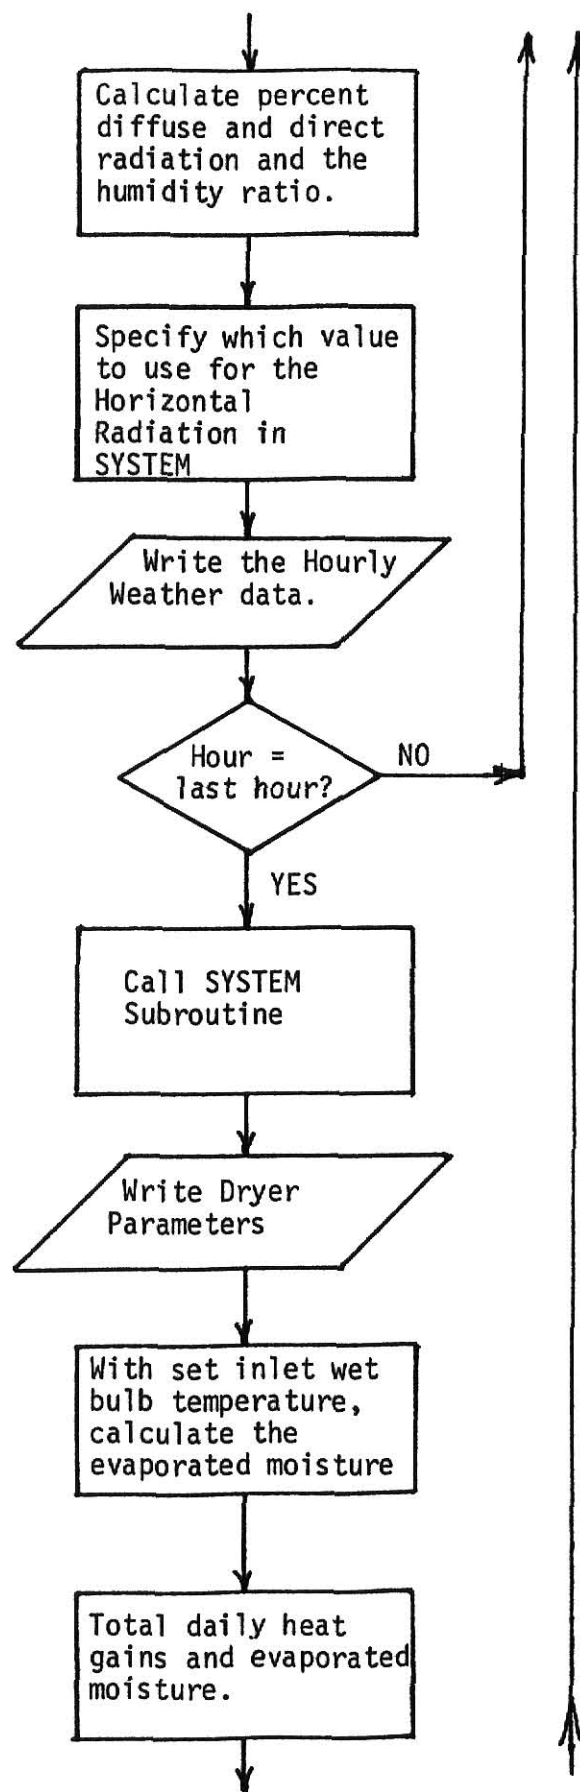 Calculate percent
diffuse and direct
radiation and the
humidity ratio.
Specify which value
to use for the
Horizontal
Radiation in
SYSTEM
Write the Hourly
Weather data.
Hour =
last hour?
NO
YES
Call SYSTEM
Subroutine
Write Dryer
Parameters
With set inlet wet
bulb temperature,
calculate the
evaporated moisture
Total daily heat
gains and evaporated
moisture.